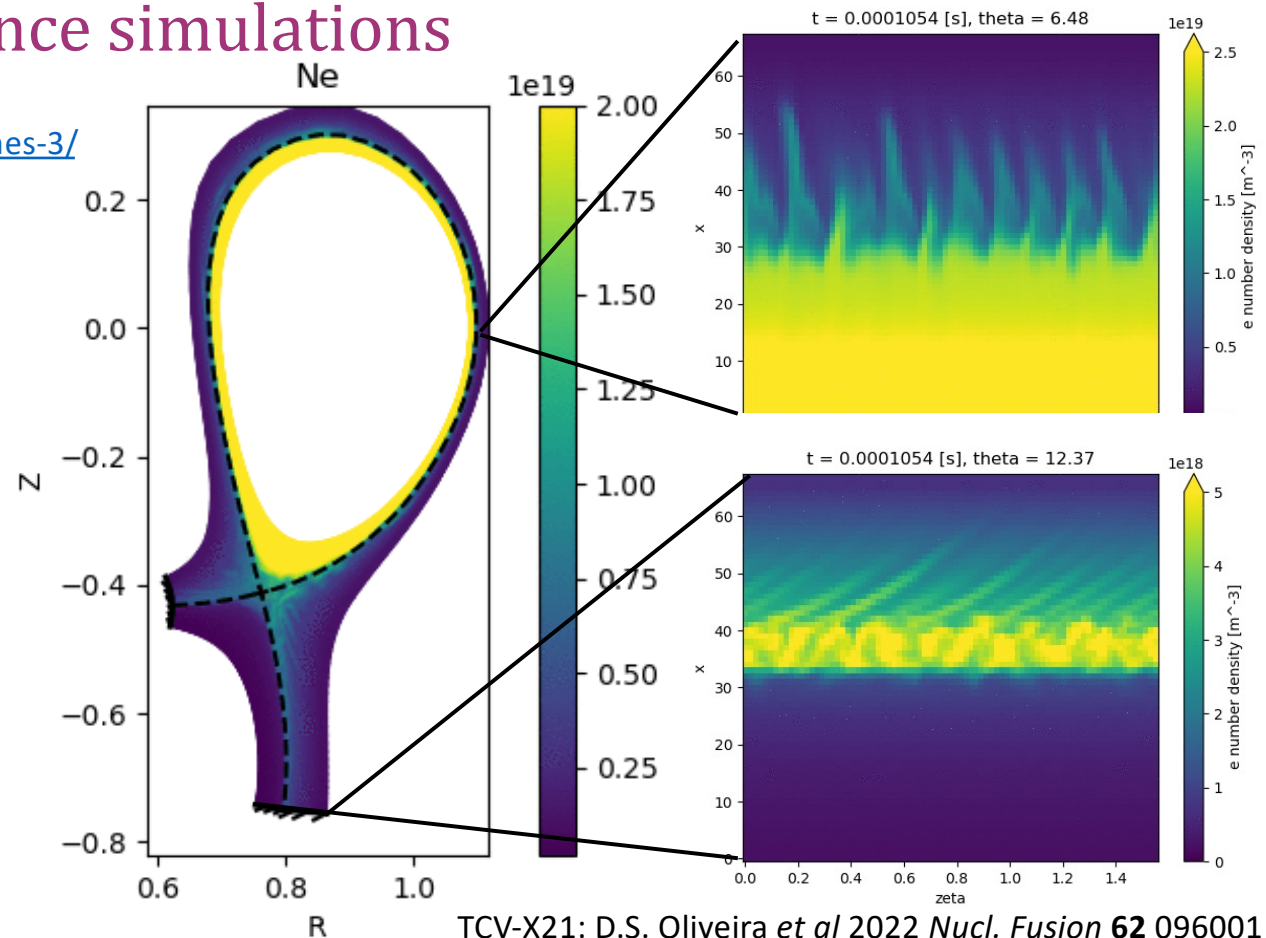 nce simulations
nes-3/
Ne
1e19
2.00
1.75
1.50
1.25
1.00
0.75
0.50
0.25
0.2
0.0
−0.2
−0.4
−0.6
−0.8
Z
0.6 0.8 1.0
R
t = 0.0001054 [s], theta = 6.48
1e19
60
50
40
30
20
10
x
2.5
2.0
1.5
1.0
0.5
e number density [m^-3]
t = 0.0001054 [s], theta = 12.37
1e18
60
50
40
30
20
10
0
x
0.0 0.2 0.4 0.6 0.8 1.0 1.2 1.4
zeta
5
4
3
2
1
0
e number density [m^-3]
TCV-X21: D.S. Oliveira et al 2022 Nucl. Fusion 62 096001